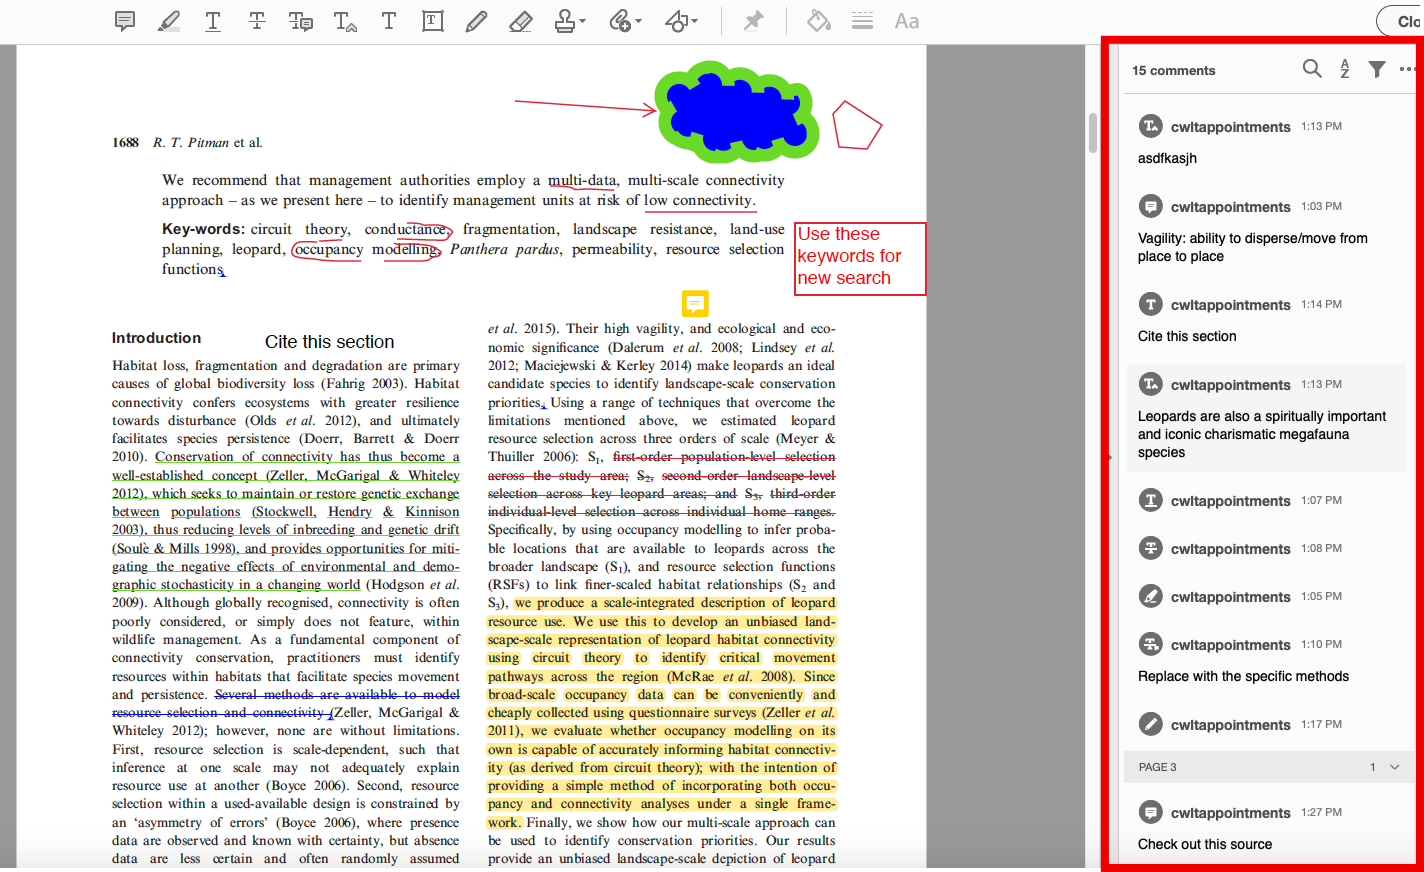 Aa
Clo
1688 R. T. Pitman et al.
We recommend that management authorities employ a multi-data, multi-scale connectivity
approach – as we present here – to identify management units at risk of low connectivity.
Key-words: circuit theory, conductance, fragmentation, landscape resistance, land-use
planning, leopard, occupancy modelling, Panthera pardus, permeability, resource selection
functions
Use these
keywords for
new search
Introduction
Cite this section
Habitat loss, fragmentation and degradation are primary
causes of global biodiversity loss (Fahrig 2003). Habitat
connectivity confers ecosystems with greater resilience
towards disturbance (Olds et al. 2012), and ultimately
facilitates species persistence (Doerr, Barrett & Doerr
2010). Conservation of connectivity has thus become a
well-established concept (Zeller, McGarigal & Whiteley
2012), which seeks to maintain or restore genetic exchange
between populations (Stockwell, Hendry & Kinnison
2003), thus reducing levels of inbreeding and genetic drift
(Soulè & Mills 1998), and provides opportunities for miti-
gating the negative effects of environmental and demo-
graphic stochasticity in a changing world (Hodgson et al.
2009). Although globally recognised, connectivity is often
poorly considered, or simply does not feature, within
wildlife management. As a fundamental component of
connectivity conservation, practitioners must identify
resources within habitats that facilitate species movement
and persistence. Several methods are available to model
resource selection and connectivity (Zeller, McGarigal &
Whiteley 2012); however, none are without limitations.
First, resource selection is scale-dependent, such that
inference at one scale may not adequately explain
resource use at another (Boyce 2006). Second, resource
selection within a used-available design is constrained by
an ‘asymmetry of errors’ (Boyce 2006), where presence
data are observed and known with certainty, but absence
data are less certain and often randomly assumed
et al. 2015). Their high vagility, and ecological and eco-
nomic significance (Dalerum et al. 2008; Lindsey et al.
2012; Maciejewski & Kerley 2014) make leopards an ideal
candidate species to identify landscape-scale conservation
priorities. Using a range of techniques that overcome the
limitations mentioned above, we estimated leopard
resource selection across three orders of scale (Meyer &
Thuiller 2006): S1, first-order population-level selection
across the study area; S2, second-order landscape-level
selection across key leopard areas; and S3, third-order
individual-level selection across individual home ranges.
Specifically, by using occupancy modelling to infer proba-
ble locations that are available to leopards across the
broader landscape (S1), and resource selection functions
(RSFs) to link finer-scaled habitat relationships (S2 and
S3), we produce a scale-integrated description of leopard
resource use. We use this to develop an unbiased land-
scape-scale representation of leopard habitat connectivity
using circuit theory to identify critical movement
pathways across the region (McRae et al. 2008). Since
broad-scale occupancy data can be conveniently and
cheaply collected using questionnaire surveys (Zeller et al.
2011), we evaluate whether occupancy modelling on its
own is capable of accurately informing habitat connectiv-
ity (as derived from circuit theory); with the intention of
providing a simple method of incorporating both occu-
pancy and connectivity analyses under a single frame-
work. Finally, we show how our multi-scale approach can
be used to identify conservation priorities. Our results
provide an unbiased landscape-scale depiction of leopard
15 comments
cwltappointments 1:13 PM
asdfkasjh
cwltappointments 1:03 PM
Vagility: ability to disperse/move from
place to place
cwltappointments 1:14 PM
Cite this section
cwltappointments 1:13 PM
Leopards are also a spiritually important
and iconic charismatic megafauna
species
cwltappointments 1:07 PM
cwltappointments 1:08 PM
cwltappointments 1:05 PM
cwltappointments 1:10 PM
Replace with the specific methods
cwltappointments 1:17 PM
PAGE 3 1
cwltappointments 1:27 PM
Check out this source